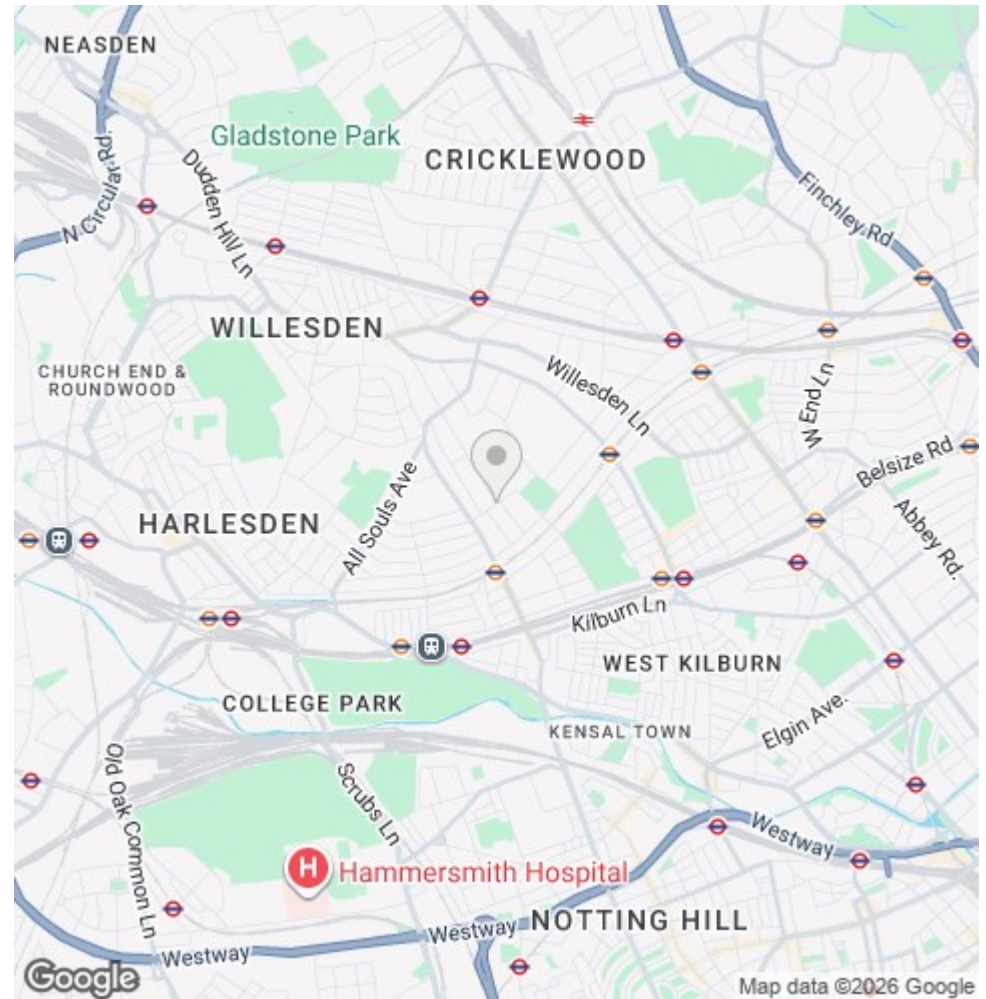 NEASDEN
Gladstone Park
CRICKLEWOOD
N Circular Rd.
Dudden Hill Ln
Finchley Rd
WILLESDEN
CHURCH END &
ROUNDWOOD
Willesden Ln
W End Ln
Belsize Rd
All Souls Ave
HARLESDEN
Abbey Rd.
Kilburn Ln
WEST KILBURN
COLLEGE PARK
KENSAL TOWN
Elgin Ave.
Old Oak Common Ln
Scrubs Ln
Westway
H
Hammersmith Hospital
NOTTING HILL
Westway
Westway
Google
Map data ©2026 Google